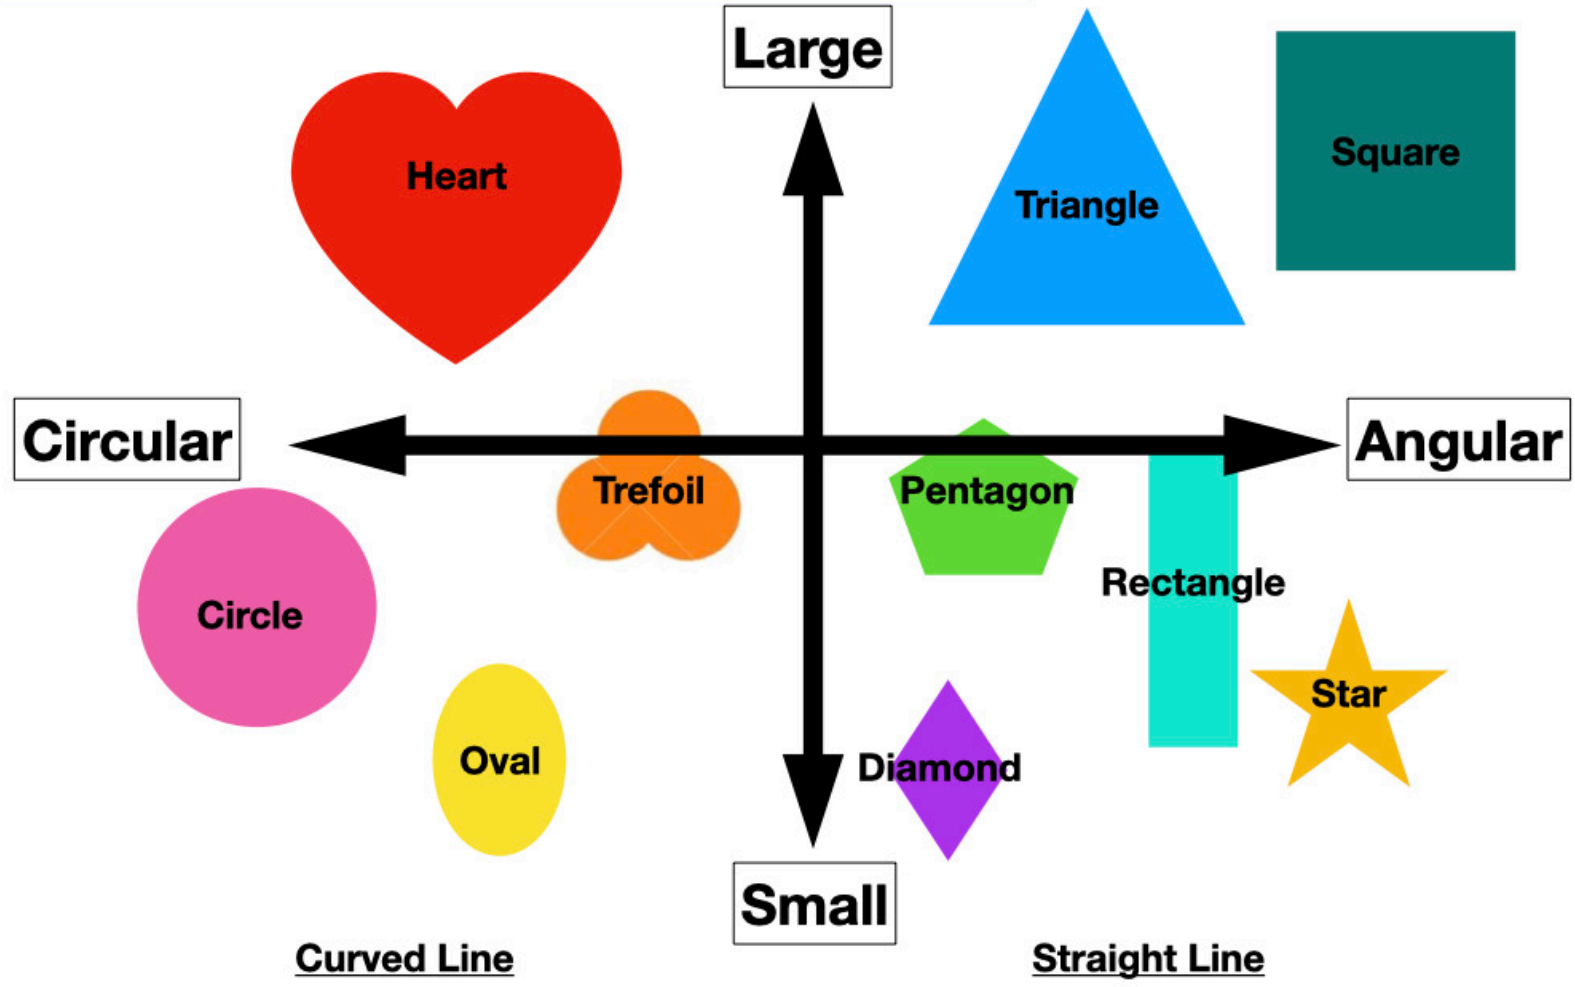 Large
Heart
Triangle
Square
Circular
Angular
Trefoil
Pentagon
Rectangle
Circle
Star
Oval
Diamond
Small
Curved Line
Straight Line